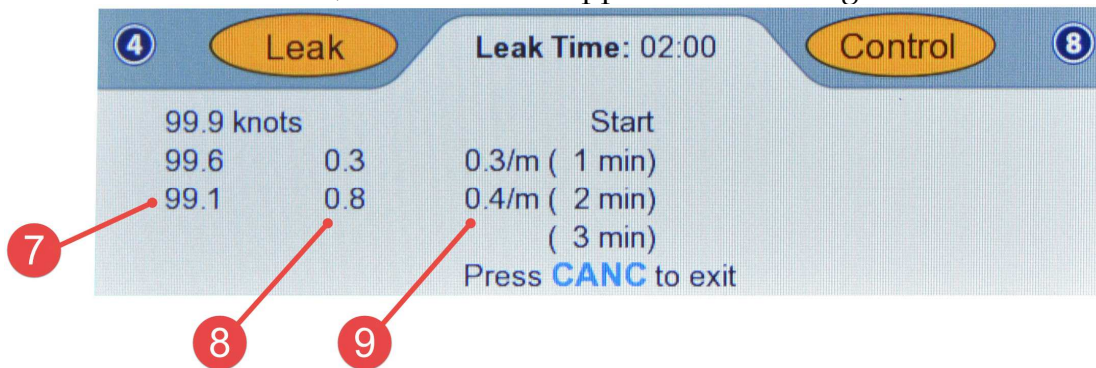 4 Leak Leak Time: 02:00 Control 8
99.9 knots Start
99.6 0.3 0.3/m ( 1 min)
99.1 0.8 0.4/m ( 2 min)
( 3 min)
Press CANC to exit
7
8 9